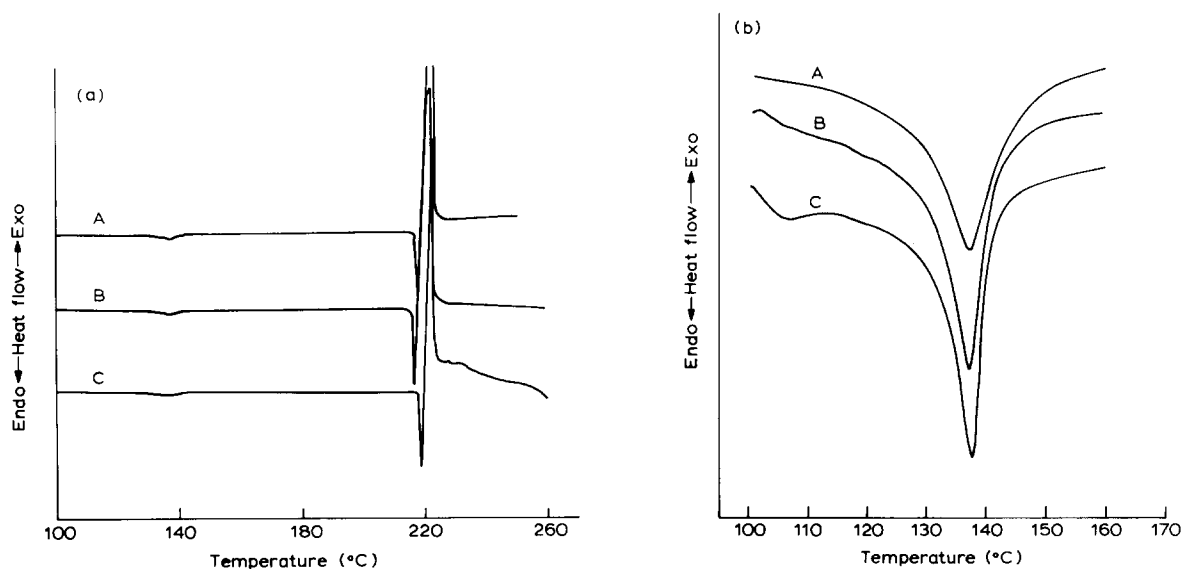 (a)
A
B
C
Endo ←Heat flow→ Exo
100 140 180 220 260
Temperature (°C)
(b)
A
B
C
Endo ←Heat flow→ Exo
100 110 120 130 140 150 160 170
Temperature (°C)